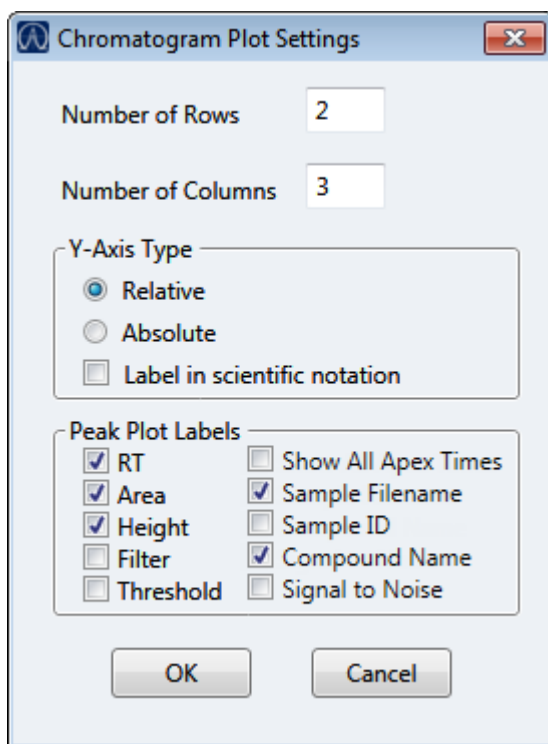 Chromatogram Plot Settings
Number of Rows 2
Number of Columns 3
Y-Axis Type
Relative
Absolute
Label in scientific notation
Peak Plot Labels
RT Show All Apex Times
Area Sample Filename
Height Sample ID
Filter Compound Name
Threshold Signal to Noise
OK Cancel